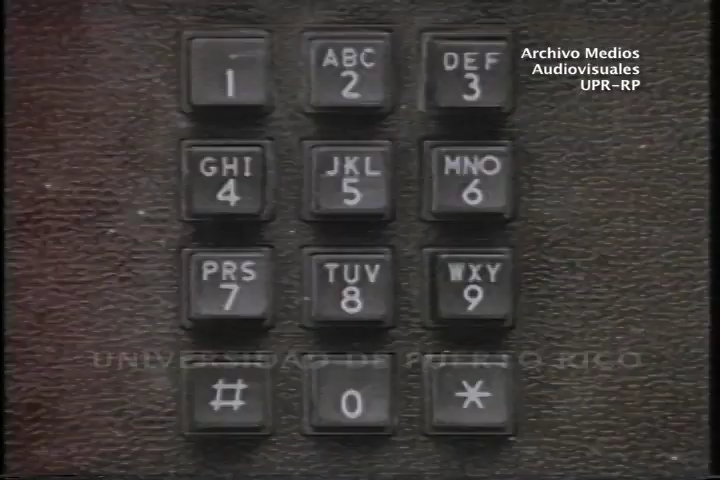 Archivo Medios
Audiovisuales
UPR-RP
1
ABC
2
DEF
3
GHI
4
JKL
5
MNO
6
PRS
7
TUV
8
WXY
9
UNIVERSIDAD DE PUERTO RICO
#
0
*